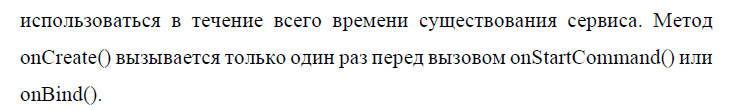 использоваться в течение всего времени существования сервиса. Метод
onCreate() вызывается только один раз перед вызовом onStartCommand() или
onBind().